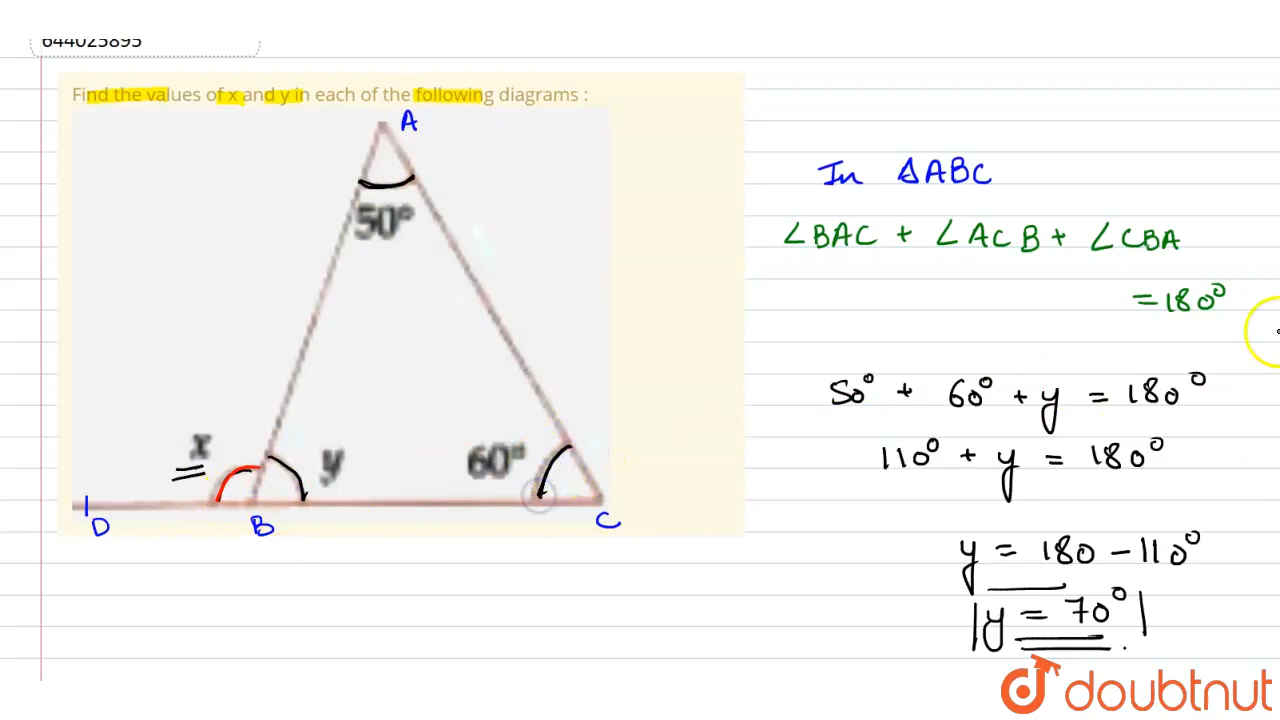 644025895
Find the values of x and y in each of the following diagrams :
A
50°
x
y
60°
D
B
C
In ΔABC
∠BAC + ∠ACB + ∠CBA
= 180°
50° + 60° + y = 180°
110° + y = 180°
y = 180 - 110°
|y = 70°|
doubtnut